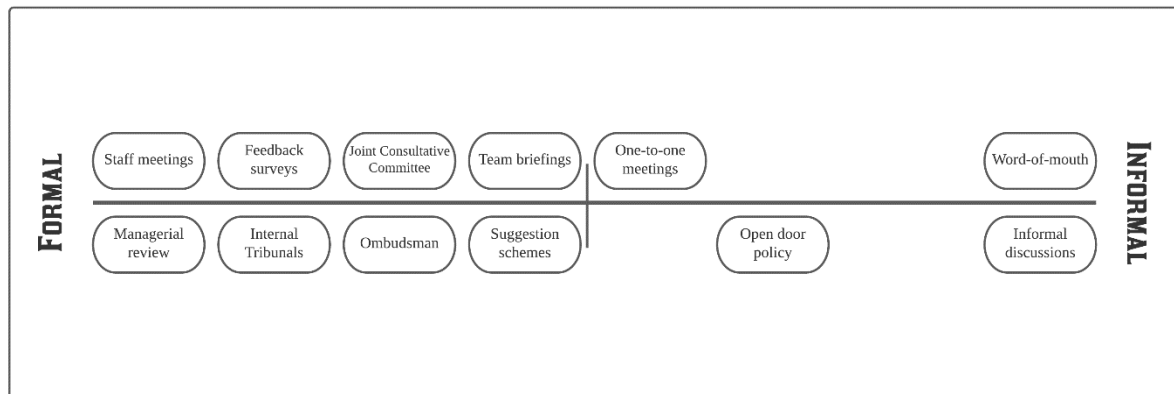 FORMAL
Staff meetings
Feedback
surveys
Joint Consultative
Committee
Team briefings
One-to-one
meetings
Word-of-mouth
Managerial
review
Internal
Tribunals
Ombudsman
Suggestion
schemes
Open door
policy
Informal
discussions
INFORMAL